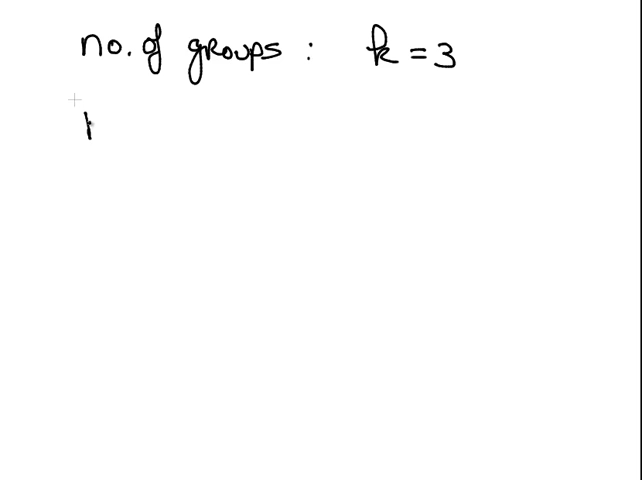 no. of groups : k = 3